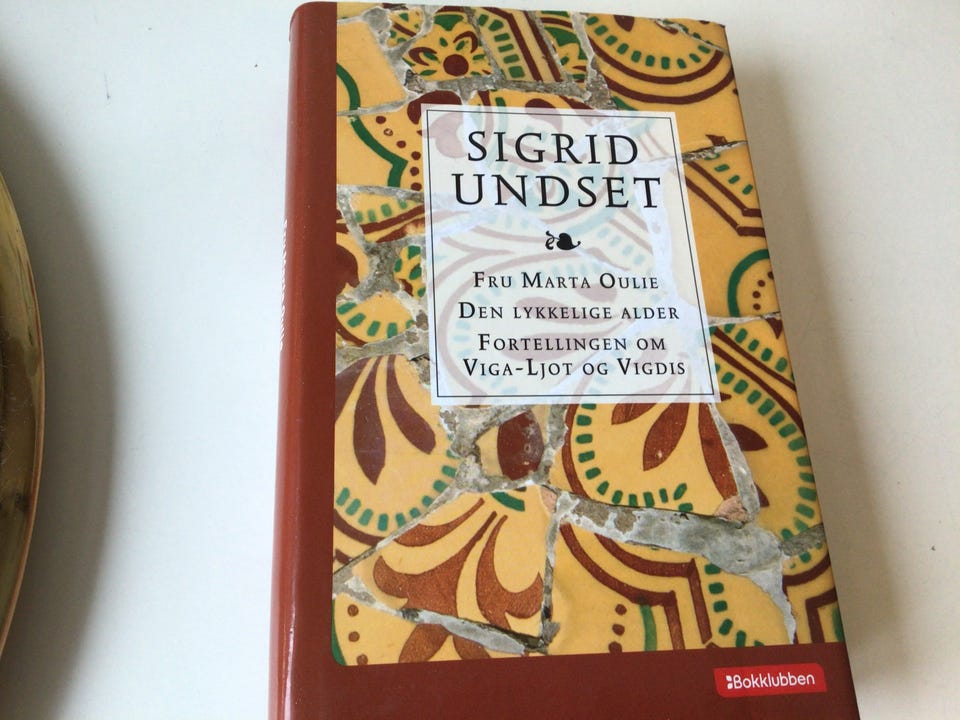 SIGRID
UNDSET
FRU MARTA OULIE
DEN LYKKELIGE ALDER
FORTELLINGEN OM
VIGA-LJOT OG VIGDIS
Bokklubben